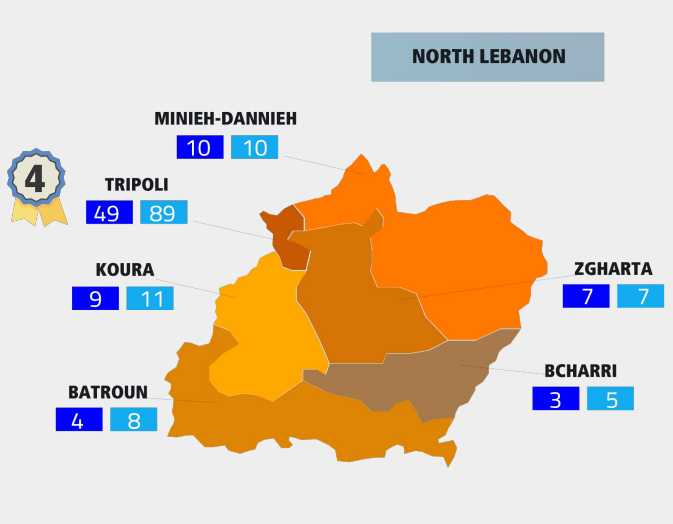 NORTH LEBANON
MINIEH-DANNIEH
10 10
4
TRIPOLI
49 89
KOURA
9 11
ZGHARTA
7 7
BCHARRI
3 5
BATROUN
4 8